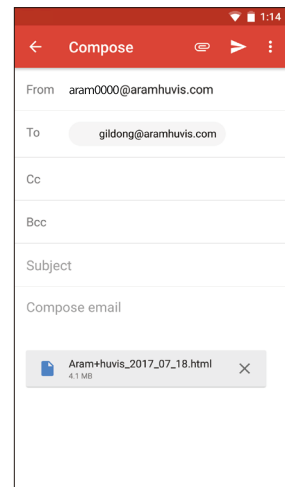 1:14
Compose
From aram0000@aramhuvis.com
To gildong@aramhuvis.com
Cc
Bcc
Subject
Compose email
Aram+huvis_2017_07_18.html
4.1 MB